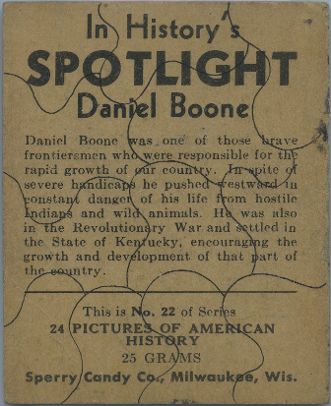 In History's
SPOTLIGHT
Daniel Boone
Daniel Boone was one of those brave
frontiersmen who were responsible for the
rapid growth of our country. In spite of
severe handicaps he pushed westward in
constant danger of his life from hostile
Indians and wild animals. He was also
in the Revolutionary War and settled in
the State of Kentucky, encouraging the
growth and development of that part of
the country.
This is No. 22 of Series
24 PICTURES OF AMERICAN
HISTORY
25 GRAMS
Sperry Candy Co., Milwaukee, Wis.